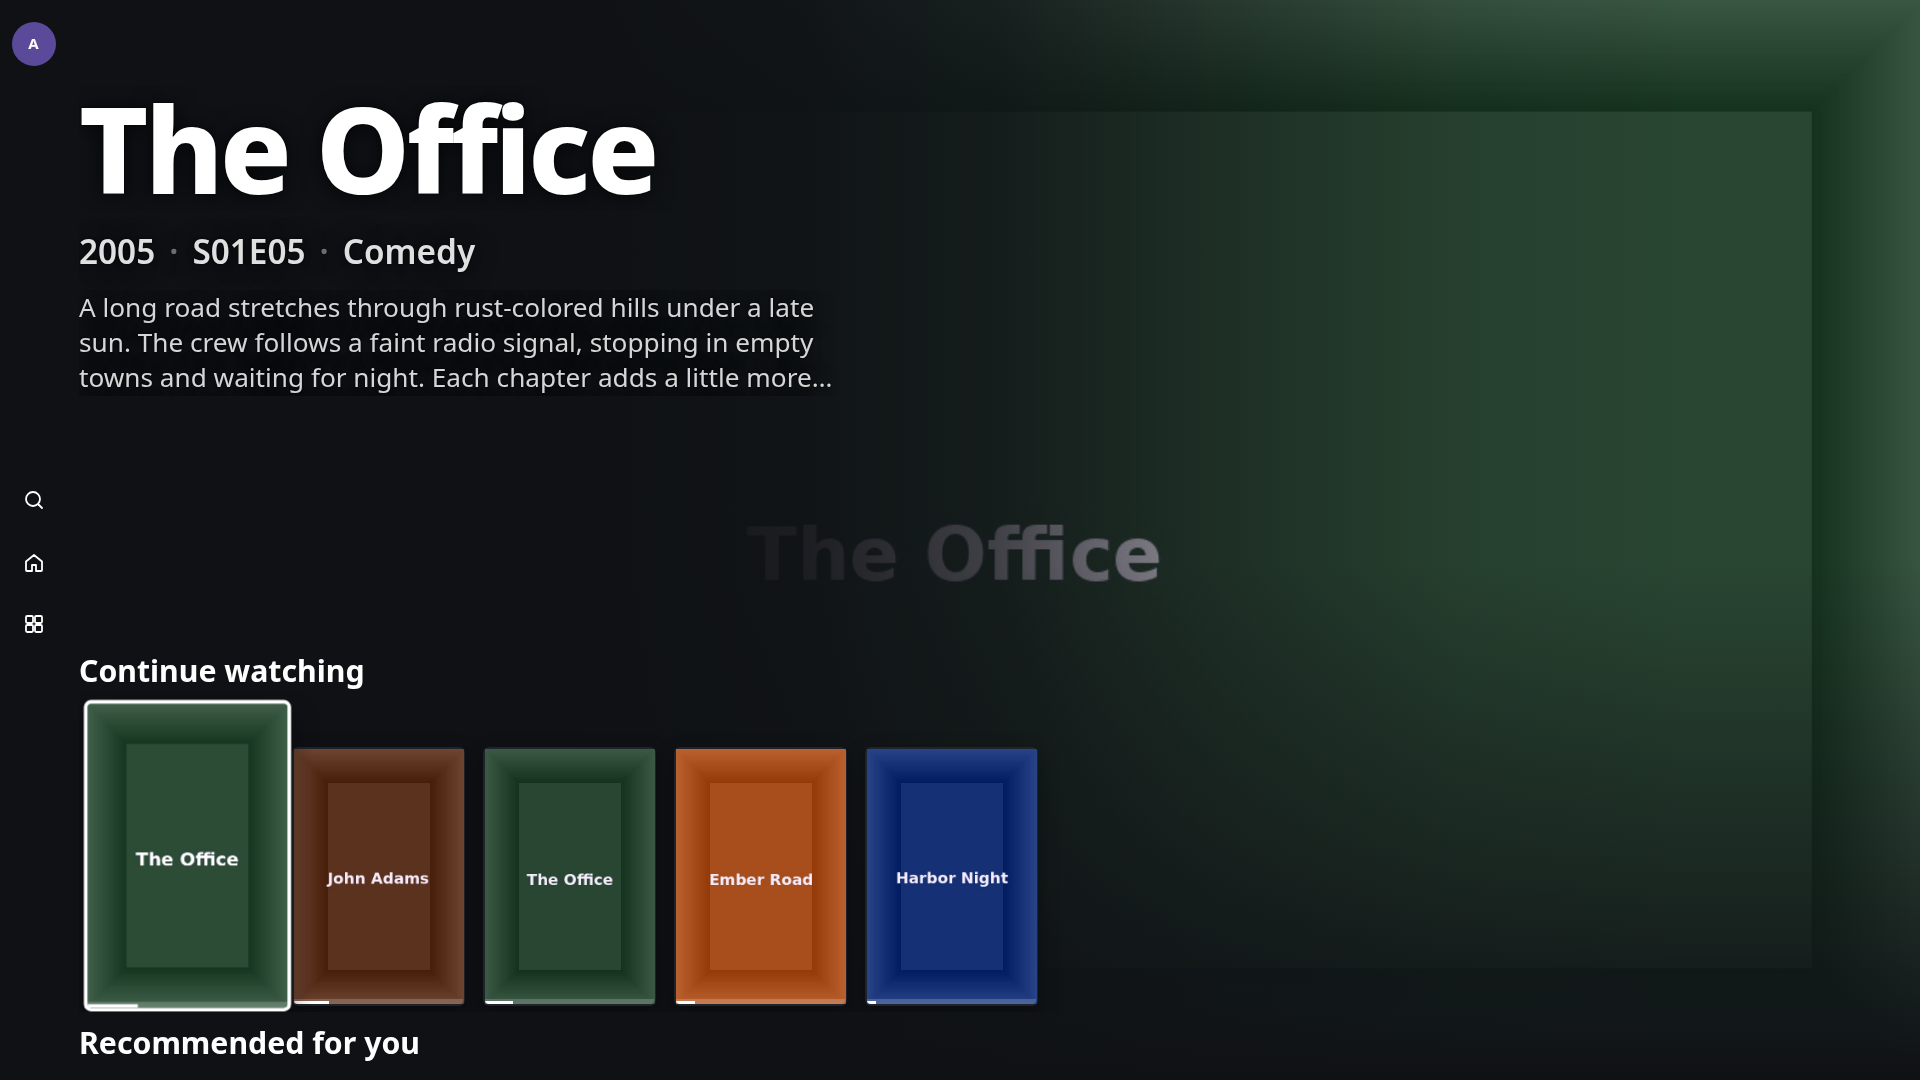 A
The Office
2005 · S01E05 · Comedy
A long road stretches through rust-colored hills under a late
sun. The crew follows a faint radio signal, stopping in empty
towns and waiting for night. Each chapter adds a little more...
The Office
Continue watching
The Office
John Adams
The Office
Ember Road
Harbor Night
Recommended for you